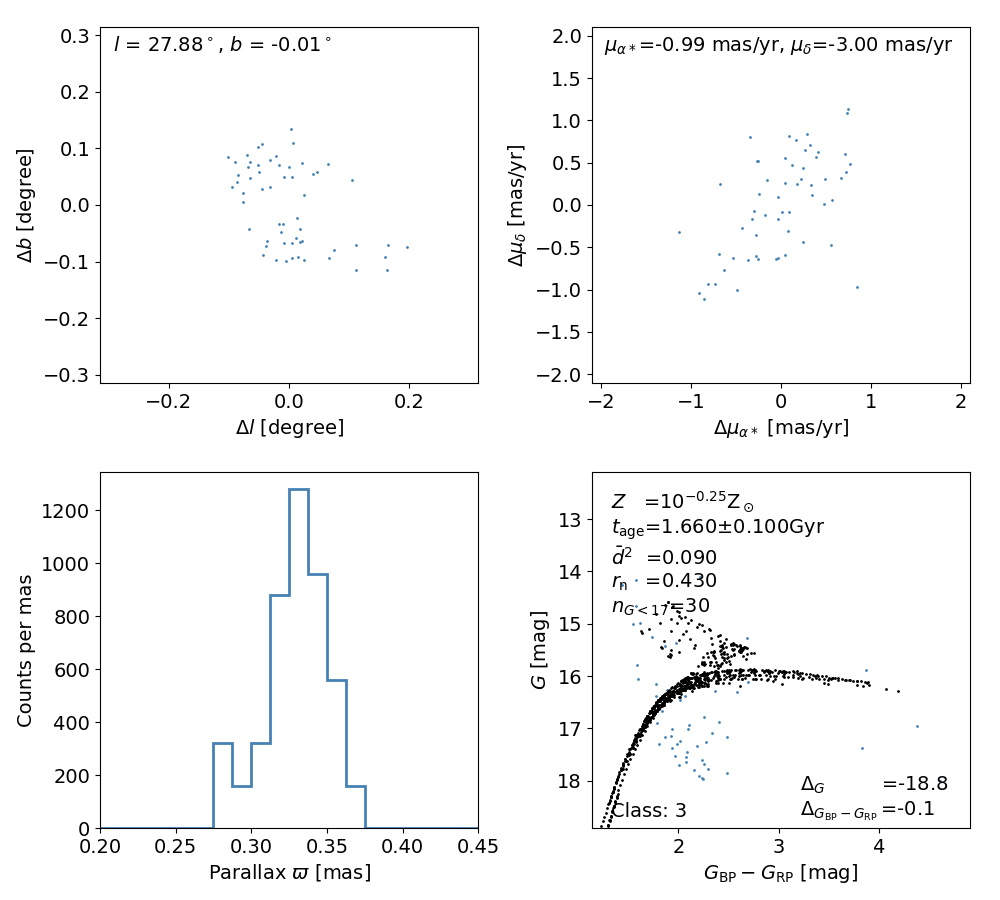 l = 27.88°, b = -0.01°
0.3
0.2
0.1
0.0
−0.1
−0.2
−0.3
Δb [degree]
−0.2 0.0 0.2
Δl [degree]
μα*=-0.99 mas/yr, μδ=-3.00 mas/yr
2.0
1.5
1.0
0.5
0.0
−0.5
−1.0
−1.5
−2.0
Δμδ [mas/yr]
−2 −1 0 1 2
Δμα* [mas/yr]
1200
1000
800
600
400
200
0
Counts per mas
0.20 0.25 0.30 0.35 0.40 0.45
Parallax ϖ [mas]
Z =10^−0.25 Z⊙
tage=1.660±0.100Gyr
d̄² =0.090
rn =0.430
nG<17=30
13
14
15
16
17
18
G [mag]
ΔG =-18.8
Class: 3 ΔGBP−GRP=-0.1
2 3 4
GBP − GRP [mag]